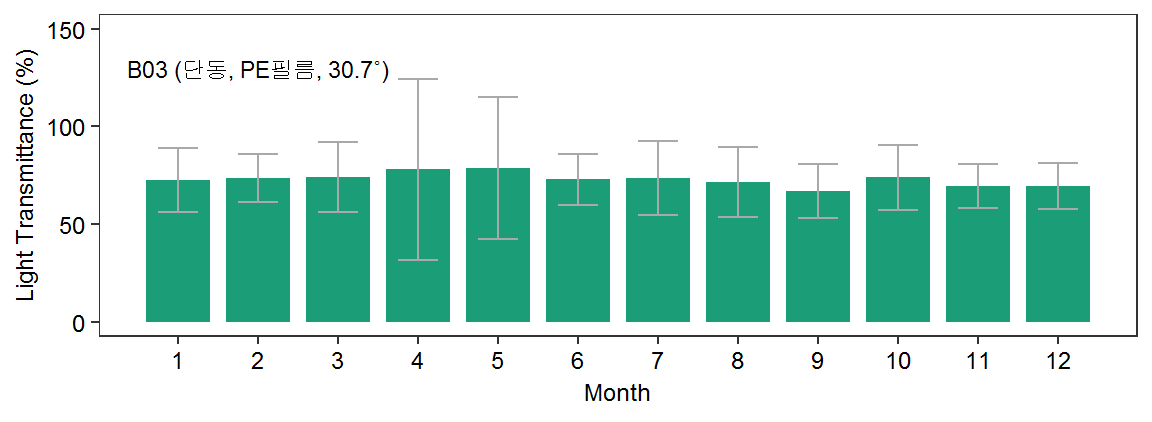 Light Transmittance (%)
150
100
50
0
B03 (단동, PE필름, 30.7˚)
1 2 3 4 5 6 7 8 9 10 11 12
Month